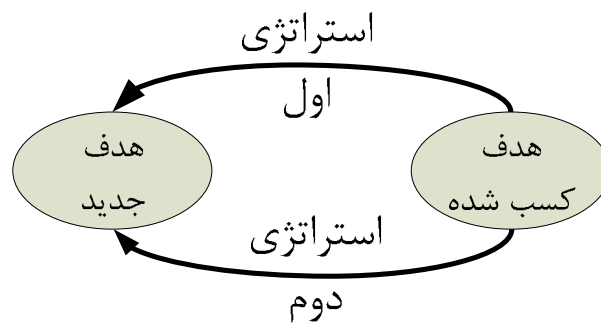 استراتژی
اول
هدف
کسب شده
هدف
جدید
استراتژی
دوم